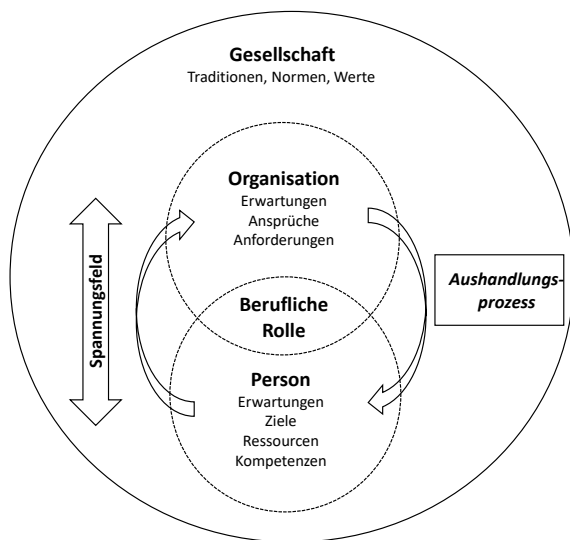 Gesellschaft
Traditionen, Normen, Werte
Organisation
Erwartungen
Ansprüche
Anforderungen
Spannungsfeld
Aushandlungs-
prozess
Berufliche
Rolle
Person
Erwartungen
Ziele
Ressourcen
Kompetenzen